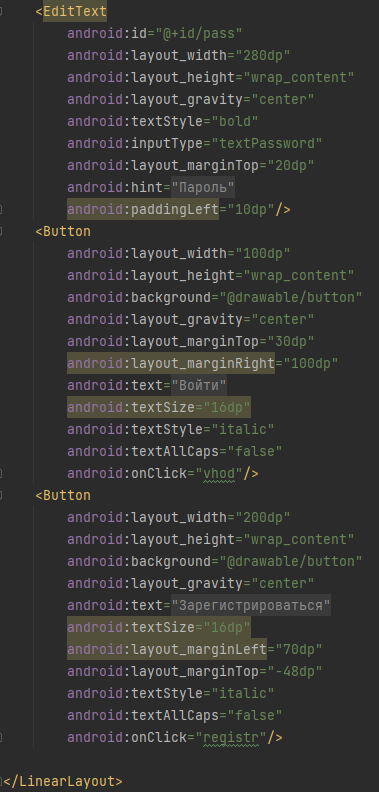 <EditText
android:id="@+id/pass"
android:layout_width="280dp"
android:layout_height="wrap_content"
android:layout_gravity="center"
android:textStyle="bold"
android:inputType="textPassword"
android:layout_marginTop="20dp"
android:hint="Пароль"
android:paddingLeft="10dp"/>
<Button
android:layout_width="100dp"
android:layout_height="wrap_content"
android:background="@drawable/button"
android:layout_gravity="center"
android:layout_marginTop="30dp"
android:layout_marginRight="100dp"
android:text="Войти"
android:textSize="16dp"
android:textStyle="italic"
android:textAllCaps="false"
android:onClick="vhod"/>
<Button
android:layout_width="200dp"
android:layout_height="wrap_content"
android:background="@drawable/button"
android:layout_gravity="center"
android:text="Зарегистрироваться"
android:textSize="16dp"
android:layout_marginLeft="70dp"
android:layout_marginTop="-48dp"
android:textStyle="italic"
android:textAllCaps="false"
android:onClick="registr"/>
</LinearLayout>